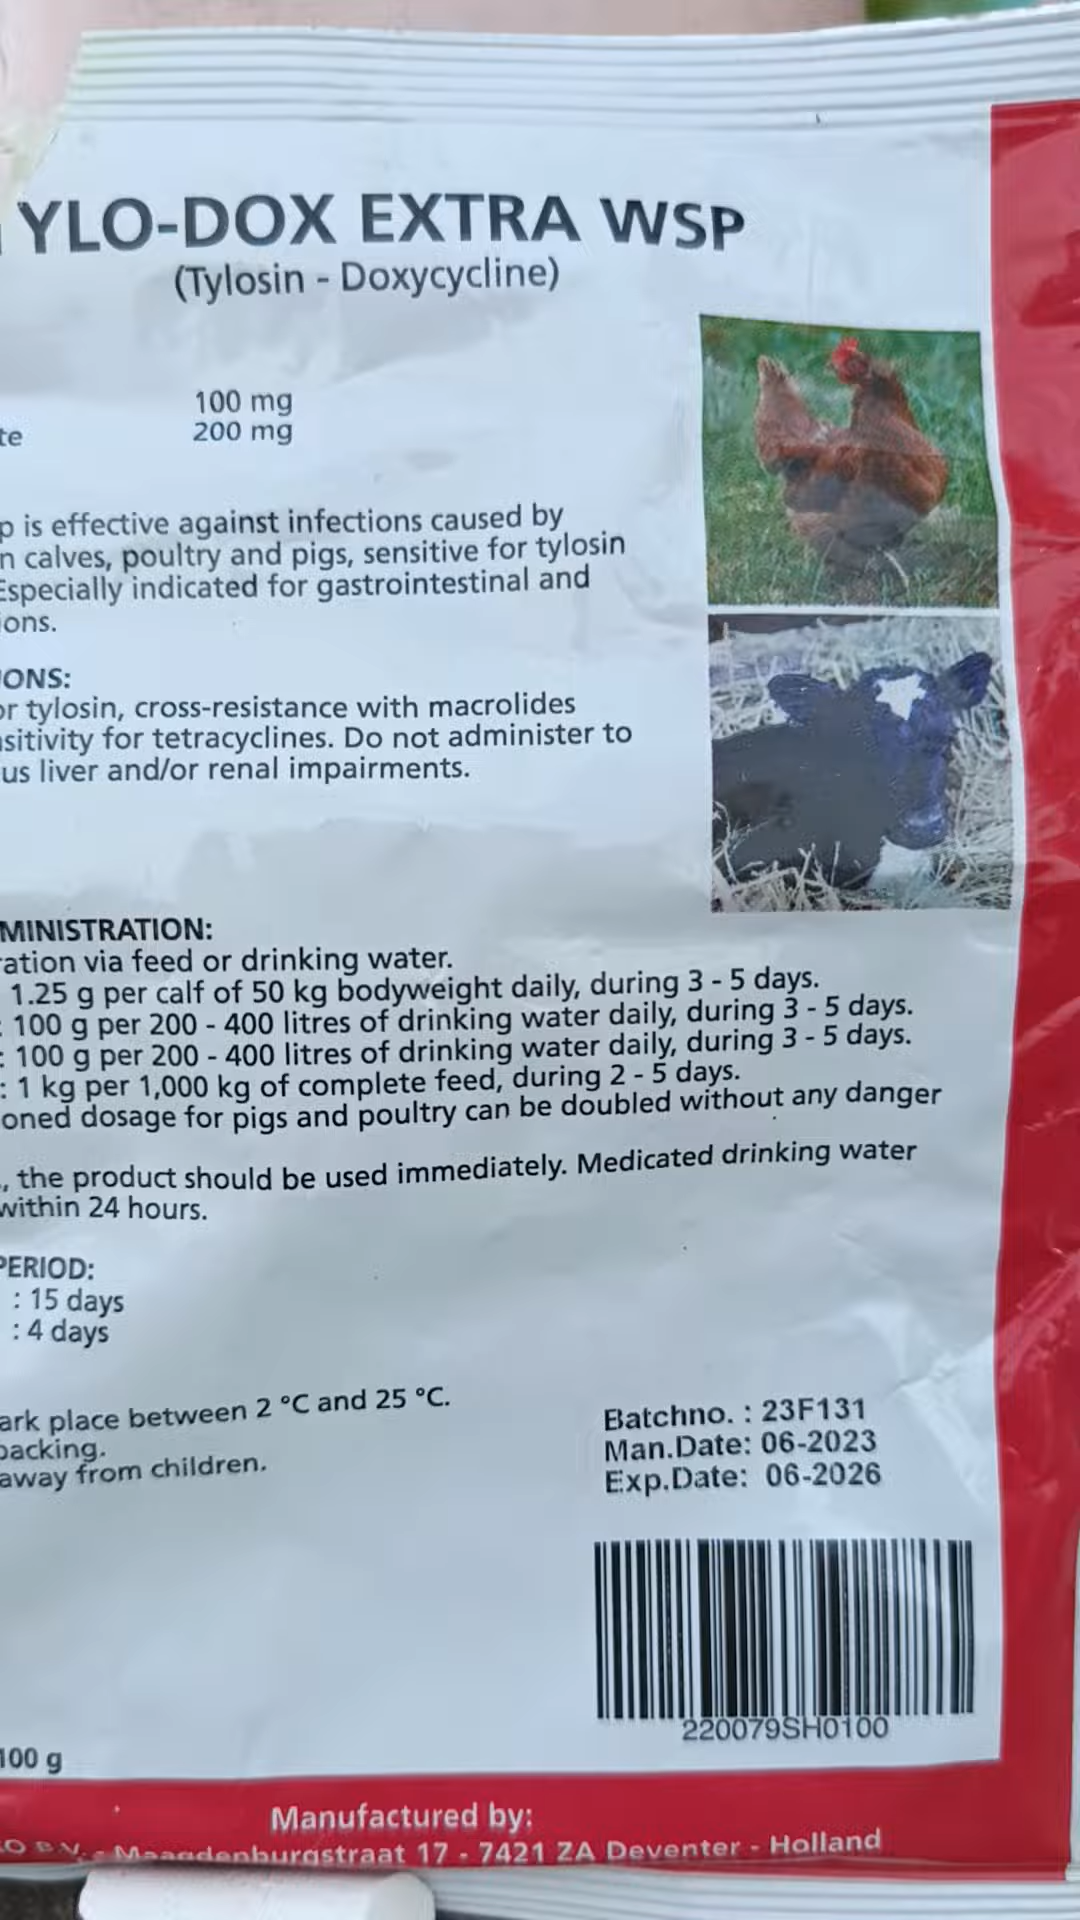 YLO-DOX EXTRA WSP
(Tylosin - Doxycycline)
100 mg
te 200 mg
p is effective against infections caused by
n calves, poultry and pigs, sensitive for tylosin
Especially indicated for gastrointestinal and
ions.
IONS:
or tylosin, cross-resistance with macrolides
nsitivity for tetracyclines. Do not administer to
us liver and/or renal impairments.
MINISTRATION:
ration via feed or drinking water.
1.25 g per calf of 50 kg bodyweight daily, during 3 - 5 days.
: 100 g per 200 - 400 litres of drinking water daily, during 3 - 5 days.
: 100 g per 200 - 400 litres of drinking water daily, during 3 - 5 days.
: 1 kg per 1,000 kg of complete feed, during 2 - 5 days.
oned dosage for pigs and poultry can be doubled without any danger
, the product should be used immediately. Medicated drinking water
within 24 hours.
PERIOD:
: 15 days
: 4 days
ark place between 2 °C and 25 °C.
packing.
away from children.
Batchno. : 23F131
Man.Date: 06-2023
Exp.Date: 06-2026
220079SH0100
100 g
Manufactured by:
O B.V. - Maagdenburgstraat 17 - 7421 ZA Deventer - Holland